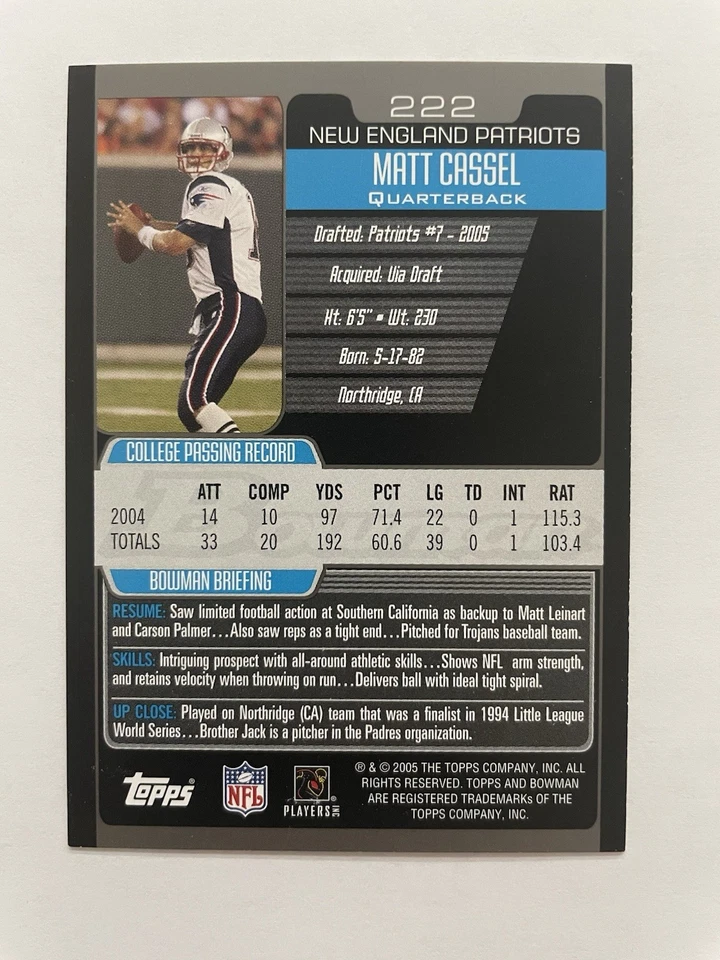 222
NEW ENGLAND PATRIOTS
MATT CASSEL
QUARTERBACK
Drafted: Patriots #7 - 2005
Acquired: Via Draft
Ht: 6'5" ▪ Wt: 230
Born: 5-17-82
Northridge, CA
COLLEGE PASSING RECORD
ATT COMP YDS PCT LG TD INT RAT
2004 14 10 97 71.4 22 0 1 115.3
TOTALS 33 20 192 60.6 39 0 1 103.4
BOWMAN BRIEFING
RESUME: Saw limited football action at Southern California as backup to Matt Leinart
and Carson Palmer...Also saw reps as a tight end...Pitched for Trojans baseball team.
SKILLS: Intriguing prospect with all-around athletic skills...Shows NFL arm strength,
and retains velocity when throwing on run...Delivers ball with ideal tight spiral.
UP CLOSE: Played on Northridge (CA) team that was a finalist in 1994 Little League
World Series...Brother Jack is a pitcher in the Padres organization.
Topps®
NFL
PLAYERS INC
® & © 2005 THE TOPPS COMPANY, INC. ALL
RIGHTS RESERVED. TOPPS AND BOWMAN
ARE REGISTERED TRADEMARKs OF THE
TOPPS COMPANY, INC.